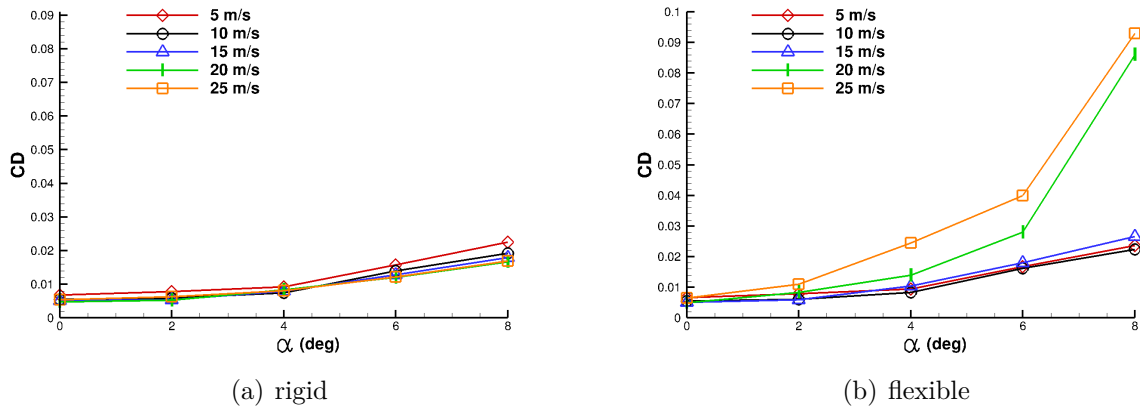 5 m/s
10 m/s
15 m/s
20 m/s
25 m/s
CD
0.09
0.08
0.07
0.06
0.05
0.04
0.03
0.02
0.01
0
0 2 4 6 8
α (deg)
(a) rigid
5 m/s
10 m/s
15 m/s
20 m/s
25 m/s
CD
0.1
0.09
0.08
0.07
0.06
0.05
0.04
0.03
0.02
0.01
0
0 2 4 6 8
α (deg)
(b) flexible